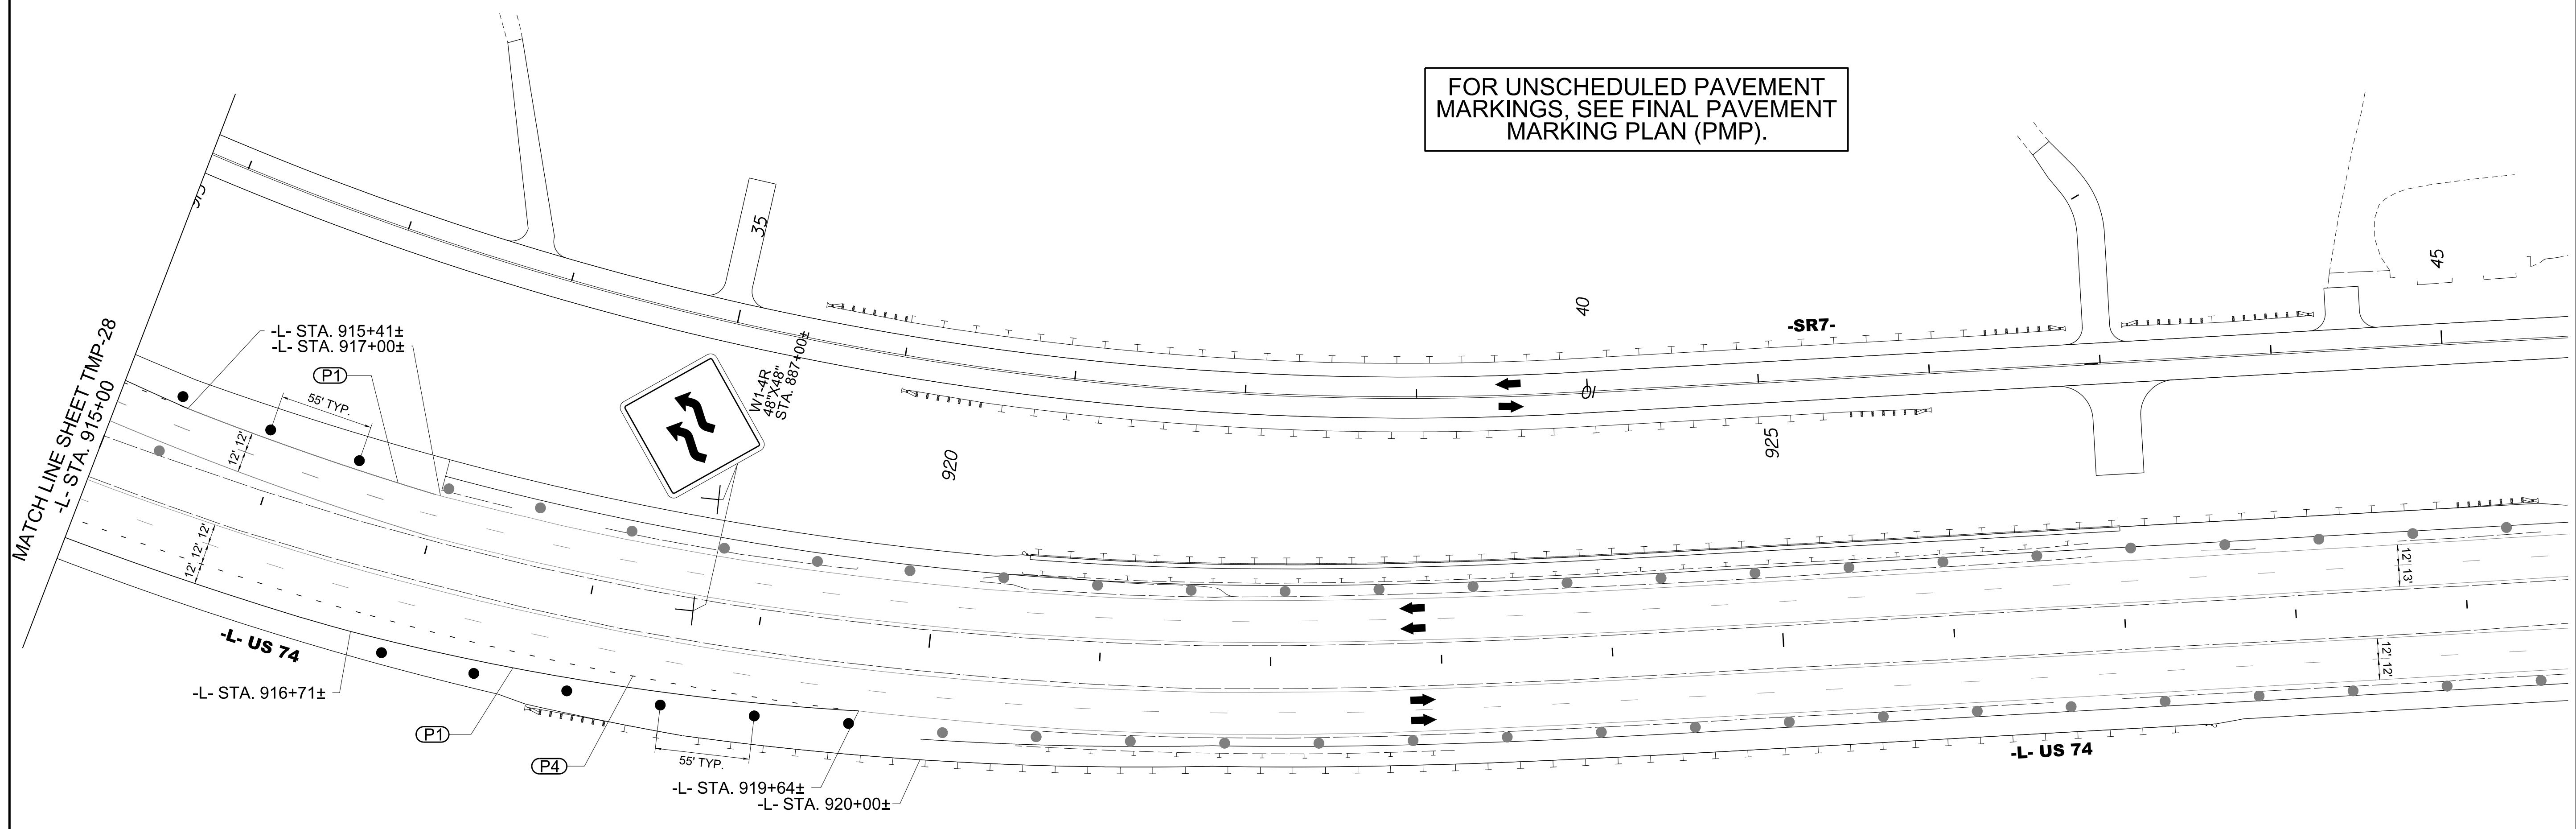 FOR UNSCHEDULED PAVEMENT
MARKINGS, SEE FINAL PAVEMENT
MARKING PLAN (PMP).
MATCH LINE SHEET TMP-28
-L- STA. 915+00
-L- STA. 915+41±
-L- STA. 917+00±
P1
55' TYP.
12' 12'
35
W1-4R
48"X48"
STA. 887+00±
40
-SR7-
45
920
925
12' 13'
12' 12' 12'
12' 12'
-L- US 74
-L- STA. 916+71±
P1
P4
55' TYP.
-L- STA. 919+64±
-L- STA. 920+00±
-L- US 74